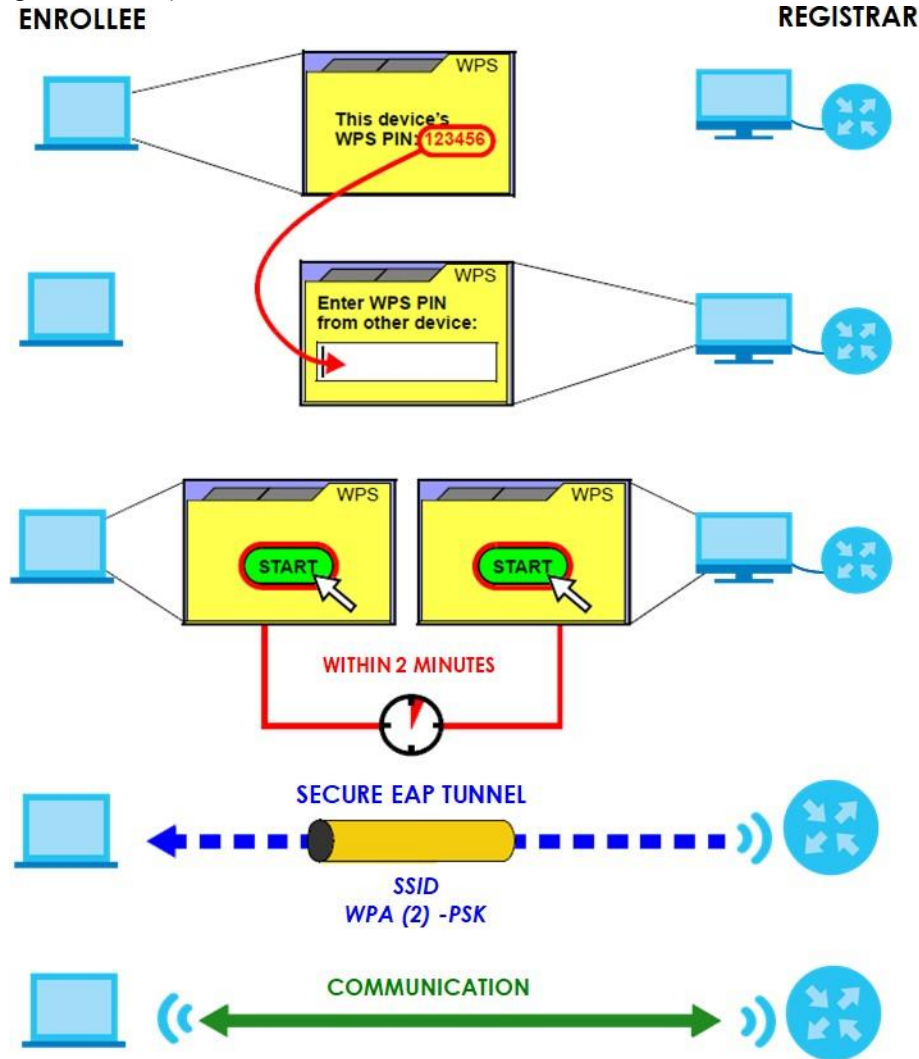 ENROLLEE
REGISTRAR
WPS
This device's
WPS PIN: 123456
WPS
Enter WPS PIN
from other device:
WPS
START
WPS
START
WITHIN 2 MINUTES
SECURE EAP TUNNEL
SSID
WPA (2) -PSK
COMMUNICATION